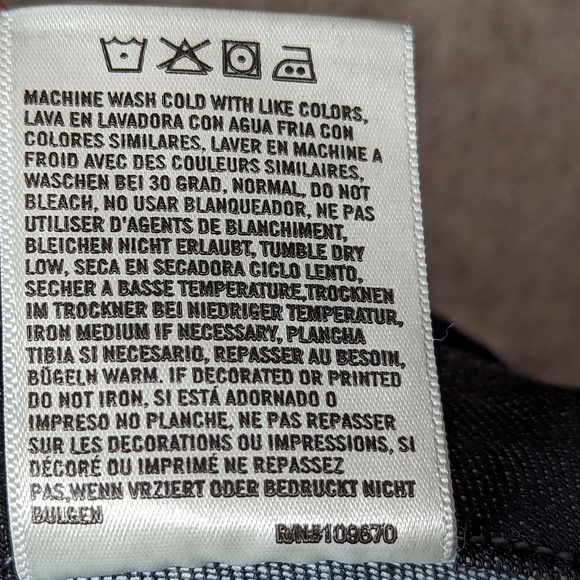 MACHINE WASH COLD WITH LIKE COLORS,
LAVA EN LAVADORA CON AGUA FRIA CON
COLORES SIMILARES, LAVER EN MACHINE A
FROID AVEC DES COULEURS SIMILAIRES,
WASCHEN BEI 30 GRAD, NORMAL, DO NOT
BLEACH, NO USAR BLANQUEADOR, NE PAS
UTILISER D'AGENTS DE BLANCHIMENT,
BLEICHEN NICHT ERLAUBT, TUMBLE DRY
LOW, SECA EN SECADORA CICLO LENTO,
SECHER A BASSE TEMPERATURE,TROCKNEN
IM TROCKNER BEI NIEDRIGER TEMPERATUR,
IRON MEDIUM IF NECESSARY, PLANCHA
TIBIA SI NECESARIO, REPASSER AU BESOIN,
BÜGELN WARM. IF DECORATED OR PRINTED
DO NOT IRON, SI ESTÁ ADORNADO O
IMPRESO NO PLANCHE, NE PAS REPASSER
SUR LES DECORATIONS OU IMPRESSIONS, SI
DÉCORÉ OU IMPRIMÉ NE REPASSEZ
PAS,WENN VRZIERT ODER BEDRUCKT NICHT
BULGEN
R/N#109670